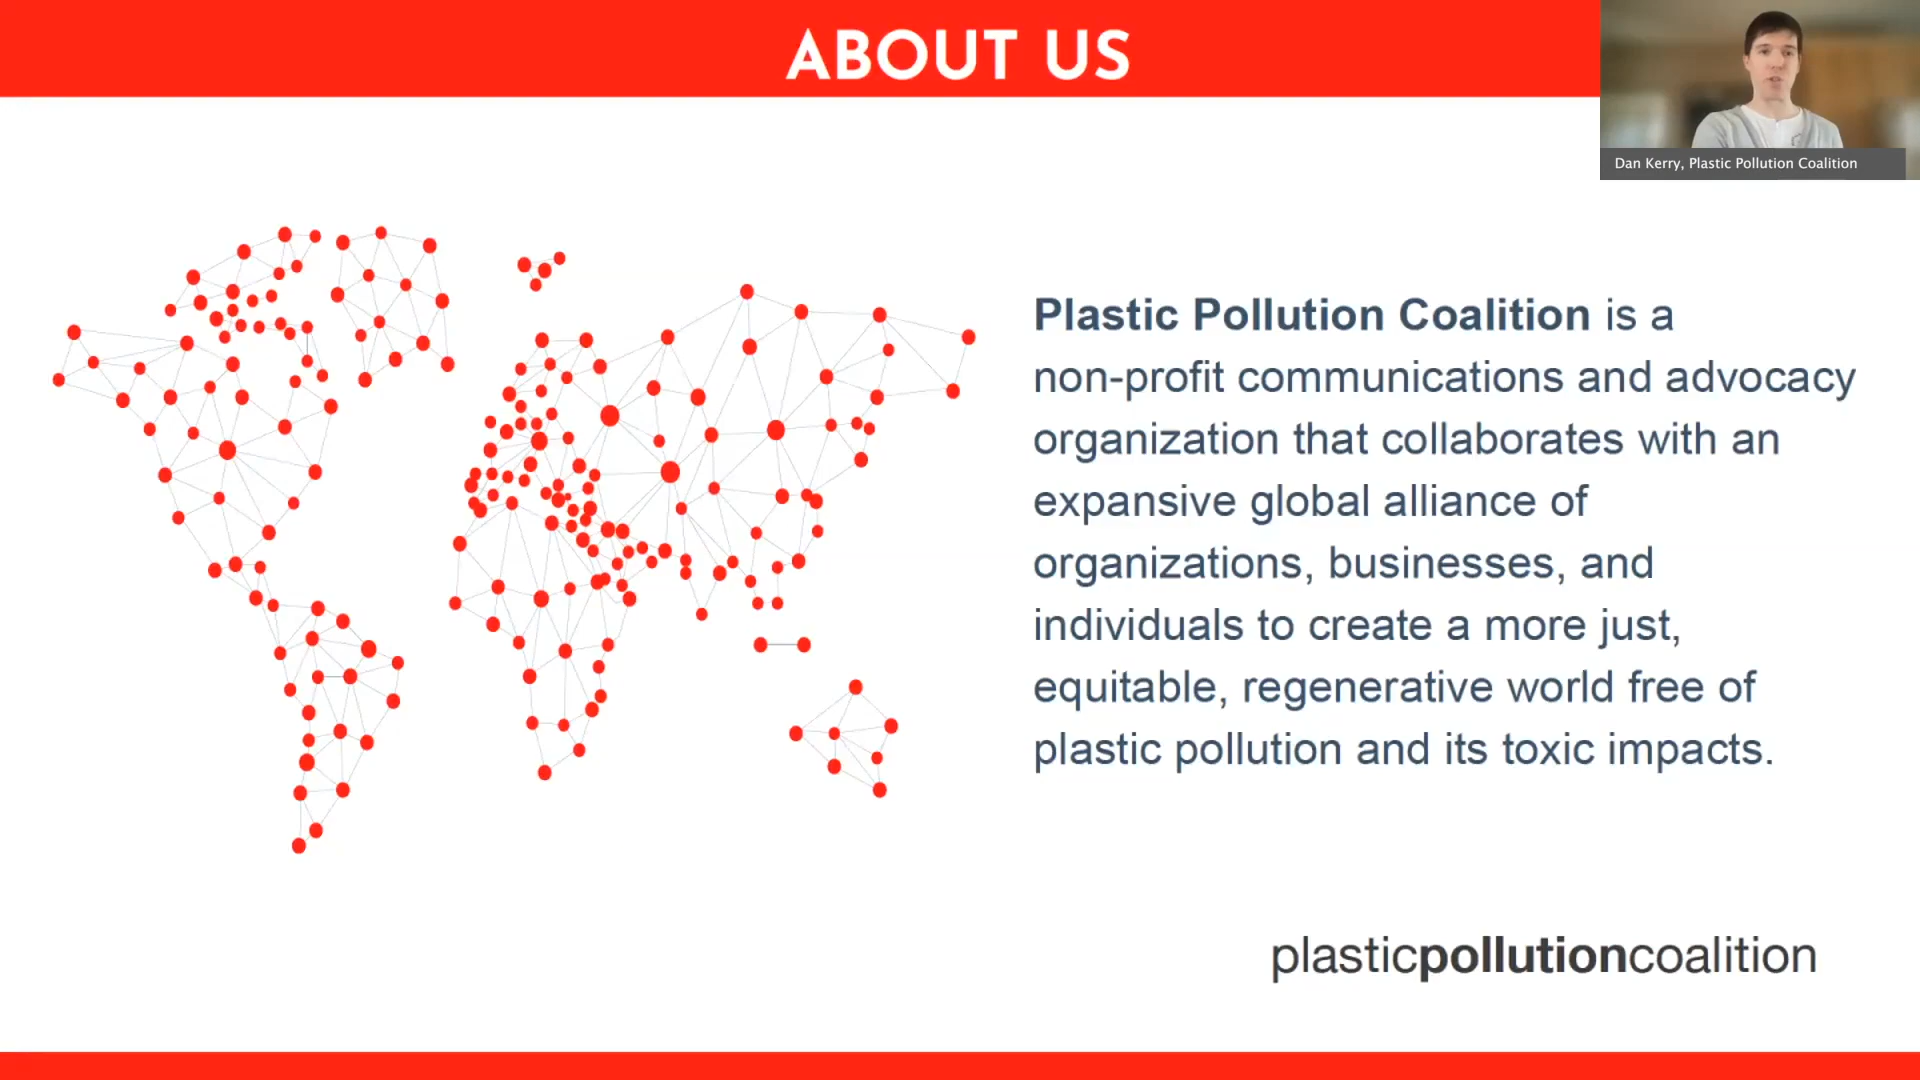 ABOUT US
Dan Kerry, Plastic Pollution Coalition
Plastic Pollution Coalition is a
non-profit communications and advocacy
organization that collaborates with an
expansive global alliance of
organizations, businesses, and
individuals to create a more just,
equitable, regenerative world free of
plastic pollution and its toxic impacts.
plasticpollutioncoalition